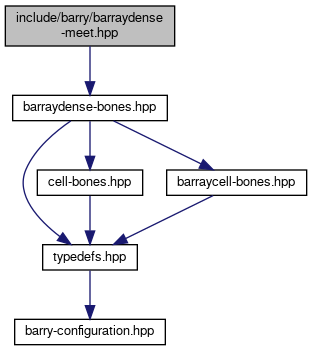 include/barry/barraydense
-meet.hpp
barraydense-bones.hpp
cell-bones.hpp
barraycell-bones.hpp
typedefs.hpp
barry-configuration.hpp